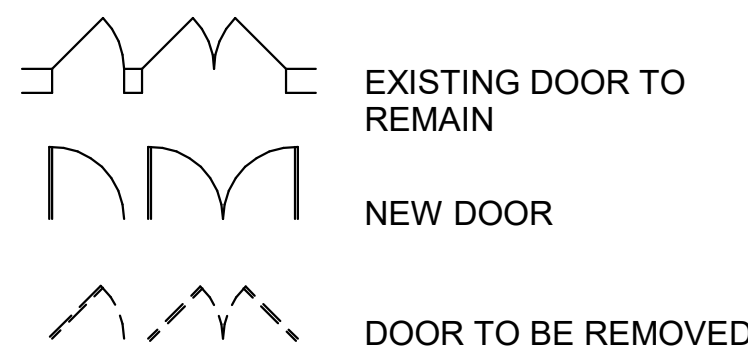 EXISTING DOOR TO
REMAIN
NEW DOOR
DOOR TO BE REMOVED